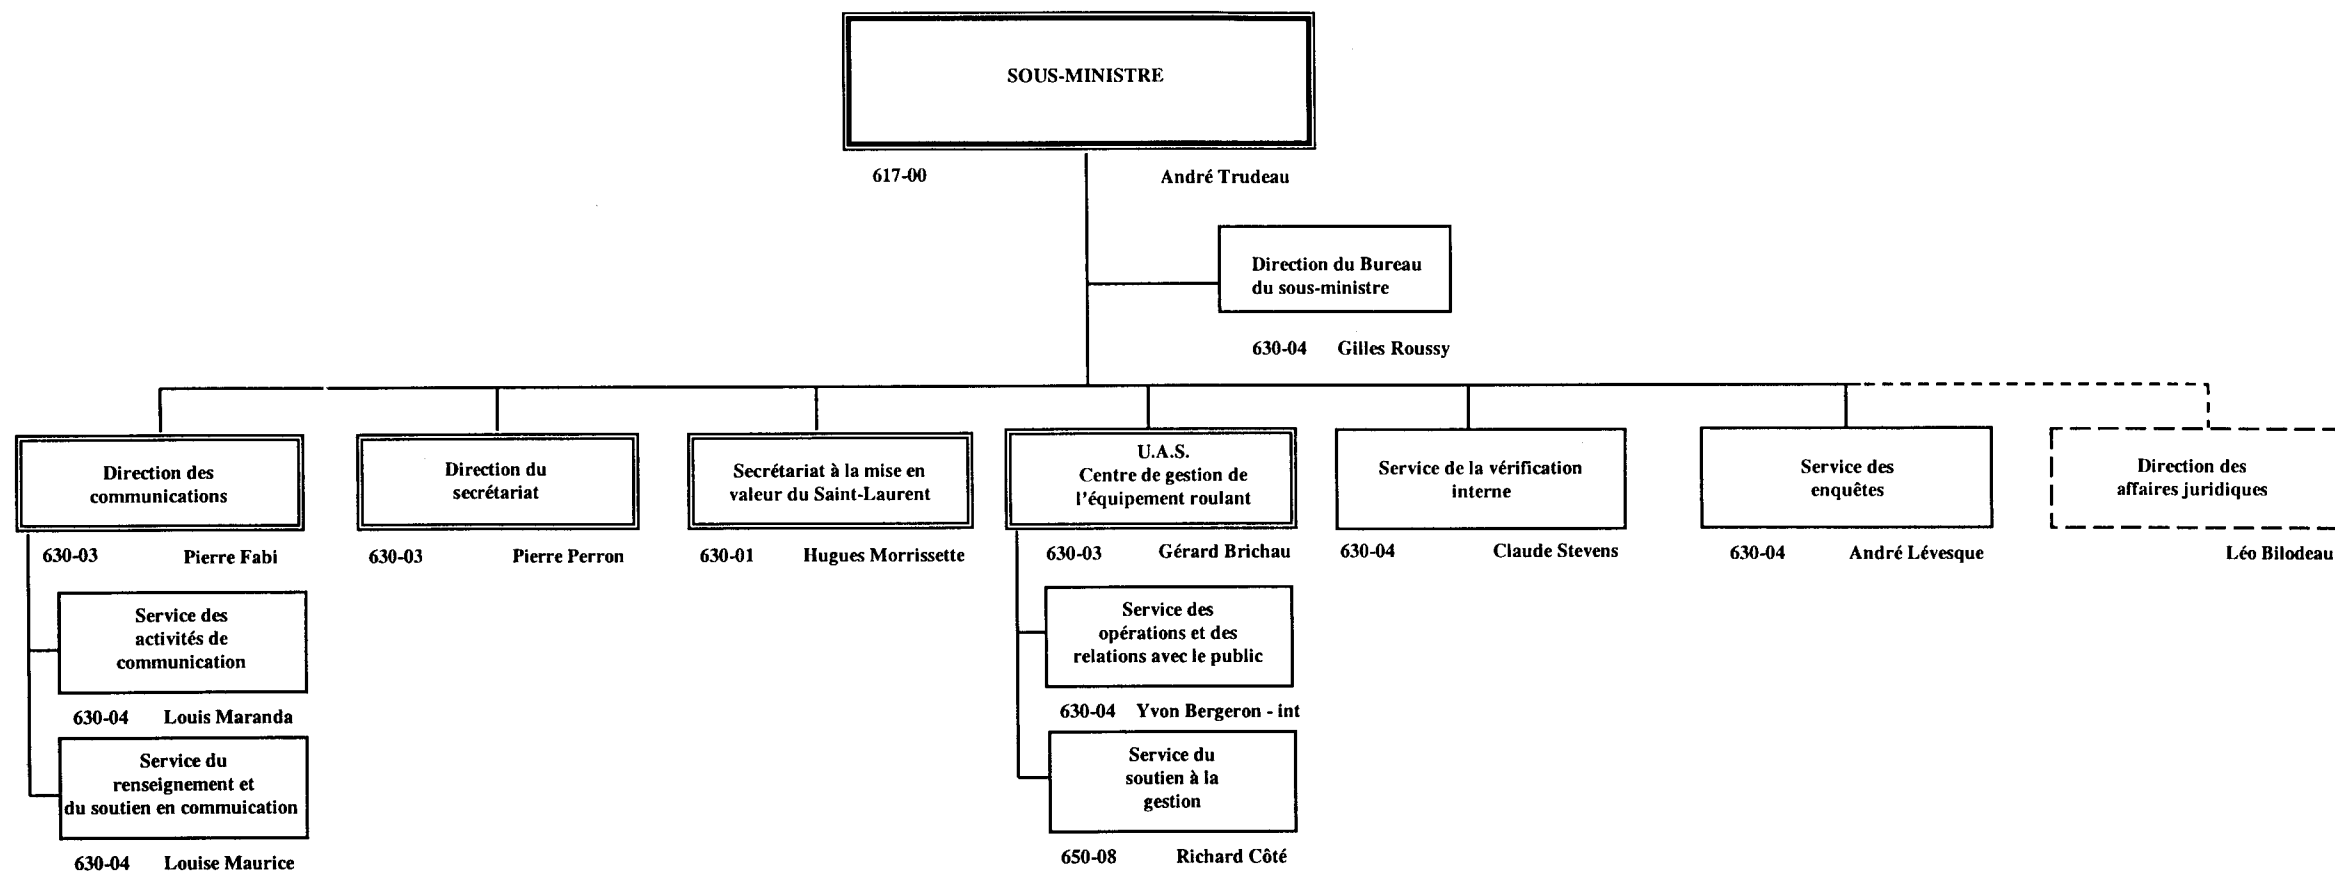 SOUS-MINISTRE
617-00 André Trudeau
Direction du Bureau
du sous-ministre
630-04 Gilles Roussy
Direction des
communications
630-03 Pierre Fabi
Service des
activités de
communication
630-04 Louis Maranda
Service du
renseignement et
du soutien en commuication
630-04 Louise Maurice
Direction du
secrétariat
630-03 Pierre Perron
Secrétariat à la mise en
valeur du Saint-Laurent
630-01 Hugues Morrissette
U.A.S.
Centre de gestion de
l'équipement roulant
630-03 Gérard Brichau
Service des
opérations et des
relations avec le public
630-04 Yvon Bergeron - int
Service du
soutien à la
gestion
650-08 Richard Côté
Service de la vérification
interne
630-04 Claude Stevens
Service des
enquêtes
630-04 André Lévesque
Direction des
affaires juridiques
Léo Bilodeau